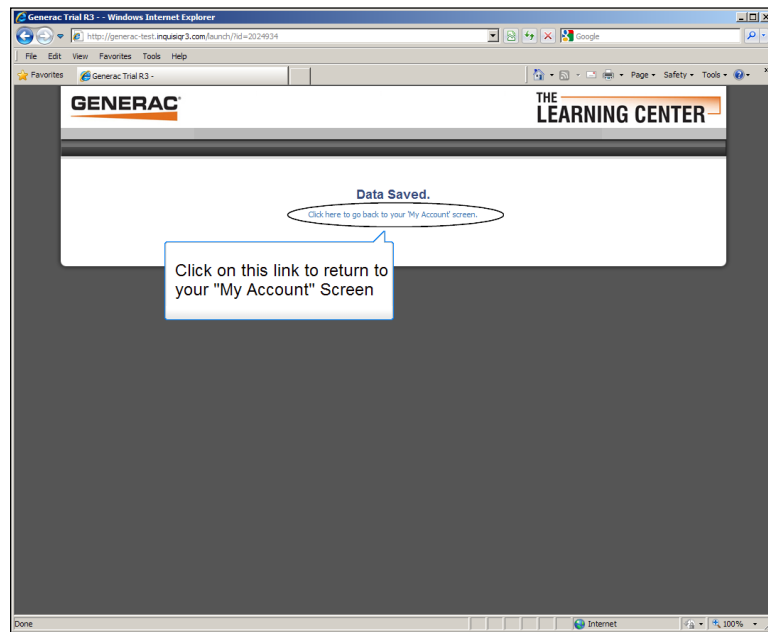 Generac Trial R3 - - Windows Internet Explorer
http://generac-test.inquisiqr3.com/launch/?id=2024934
Google
File Edit View Favorites Tools Help
Favorites
Generac Trial R3 -
Page Safety Tools
GENERAC
THE
LEARNING CENTER
Data Saved.
Click here to go back to your 'My Account' screen.
Click on this link to return to
your "My Account" Screen
Done
Internet
100%